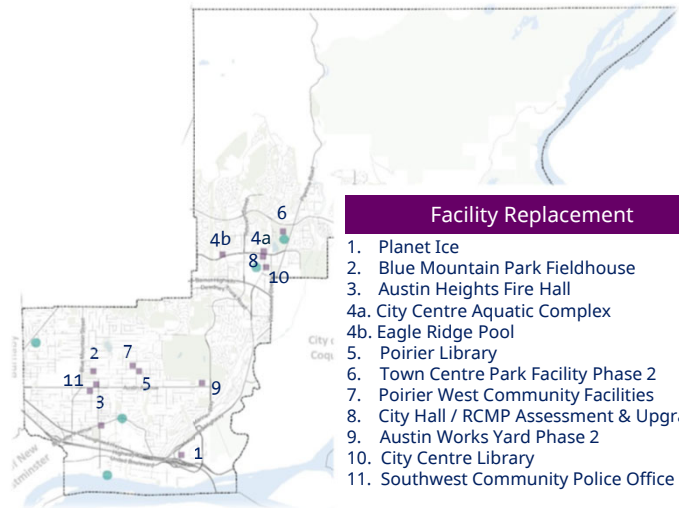 6
4b
4a
8
10
City
Coqu
2
7
11
5
9
3
1
New
Facility Replacement
1. Planet Ice
2. Blue Mountain Park Fieldhouse
3. Austin Heights Fire Hall
4a. City Centre Aquatic Complex
4b. Eagle Ridge Pool
5. Poirier Library
6. Town Centre Park Facility Phase 2
7. Poirier West Community Facilities
8. City Hall / RCMP Assessment & Upgra
9. Austin Works Yard Phase 2
10. City Centre Library
11. Southwest Community Police Office